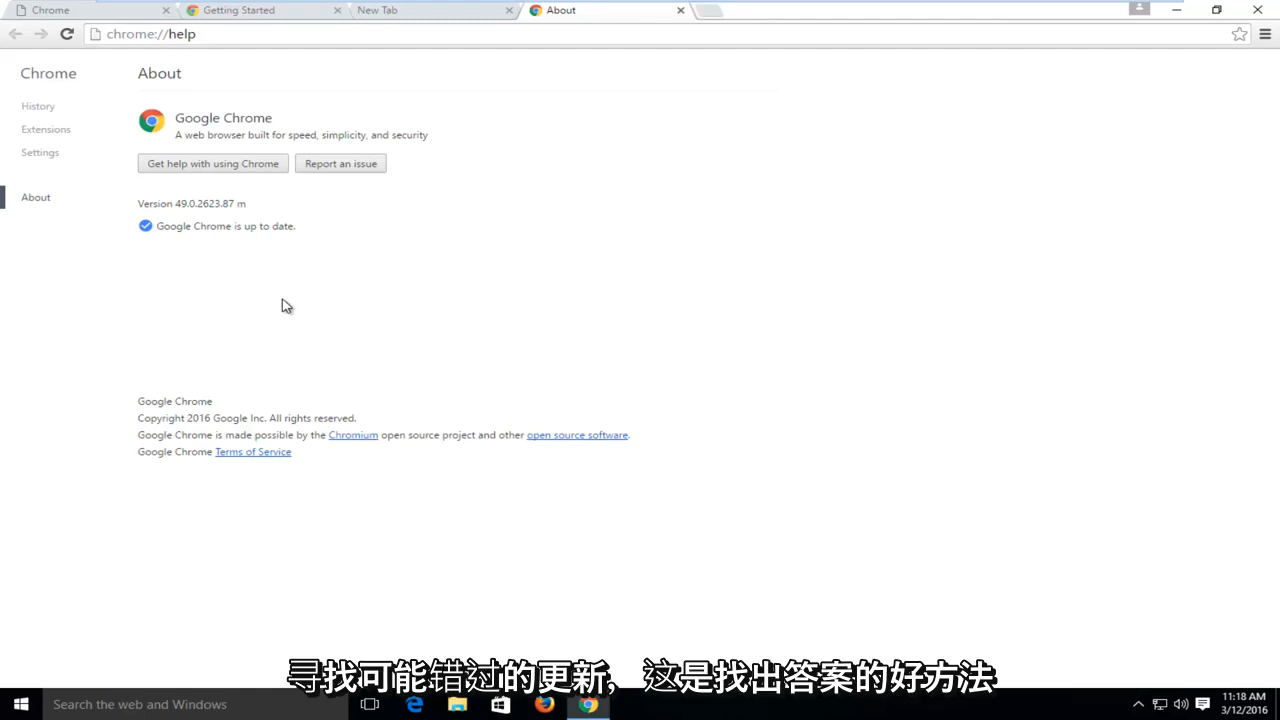 Chrome
Getting Started
New Tab
About
chrome://help
Chrome
History
Extensions
Settings
About
About
Google Chrome
A web browser built for speed, simplicity, and security
Get help with using Chrome
Report an issue
Version 49.0.2623.87 m
Google Chrome is up to date.
Google Chrome
Copyright 2016 Google Inc. All rights reserved.
Google Chrome is made possible by the Chromium open source project and other open source software.
Google Chrome Terms of Service
寻找可能错过的更新, 这是找出答案的好方法
Search the web and Windows
11:18 AM
3/12/2016